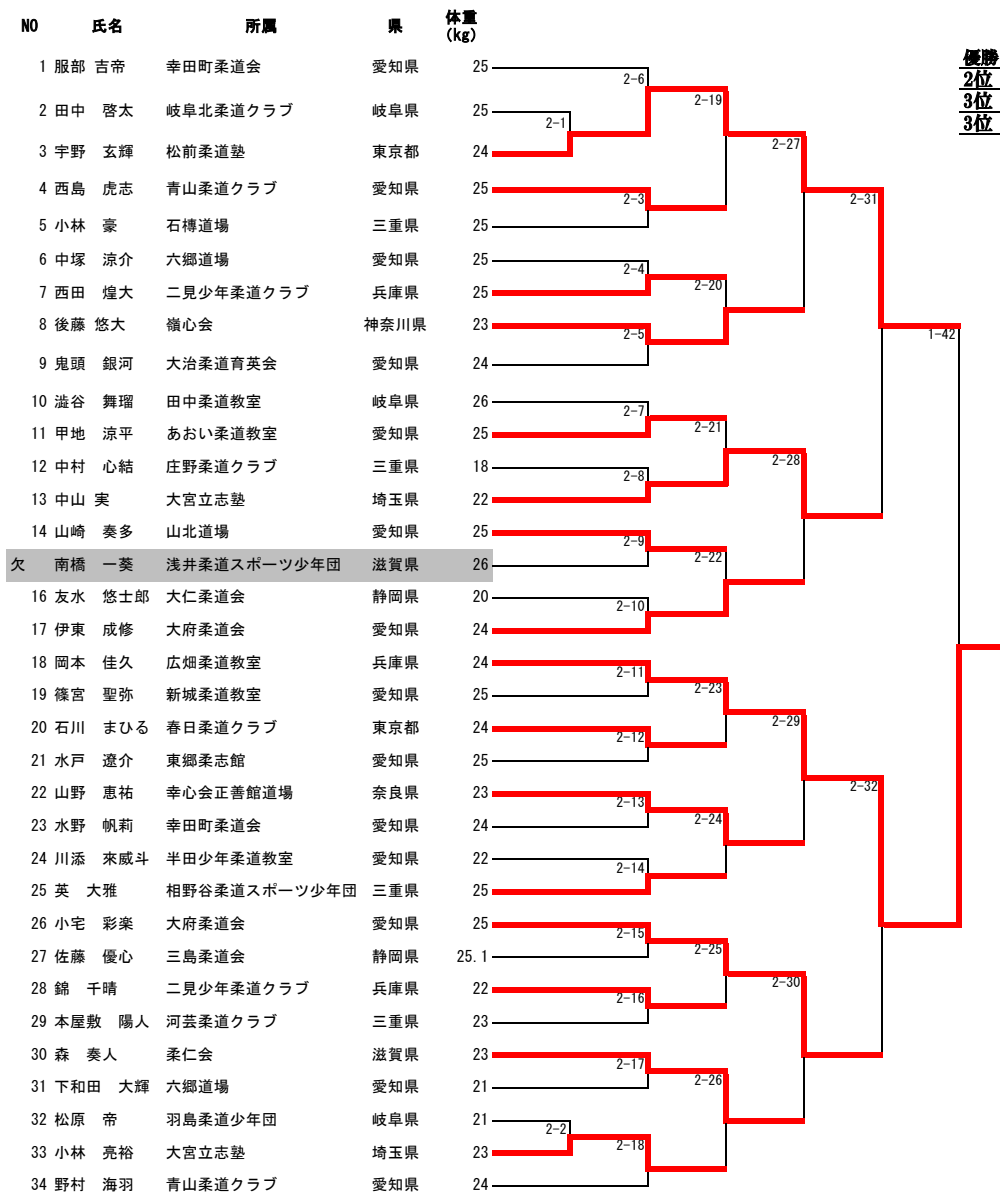 NO 氏名 所属 県 体重(kg)
優勝
2位
3位
3位
1 服部 吉帝 幸田町柔道会 愛知県 25
2 田中 啓太 岐阜北柔道クラブ 岐阜県 25
3 宇野 玄輝 松前柔道塾 東京都 24
4 西島 虎志 青山柔道クラブ 愛知県 25
5 小林 豪 石榑道場 三重県 25
6 中塚 涼介 六郷道場 愛知県 25
7 西田 煌大 二見少年柔道クラブ 兵庫県 25
8 後藤 悠大 嶺心会 神奈川県 23
9 鬼頭 銀河 大治柔道育英会 愛知県 24
10 澁谷 舞瑠 田中柔道教室 岐阜県 26
11 甲地 涼平 あおい柔道教室 愛知県 25
12 中村 心結 庄野柔道クラブ 三重県 18
13 中山 実 大宮立志塾 埼玉県 22
14 山崎 奏多 山北道場 愛知県 25
欠 南橋 一葵 浅井柔道スポーツ少年団 滋賀県 26
16 友水 悠士郎 大仁柔道会 静岡県 20
17 伊東 成修 大府柔道会 愛知県 24
18 岡本 佳久 広畑柔道教室 兵庫県 24
19 篠宮 聖弥 新城柔道教室 愛知県 25
20 石川 まひる 春日柔道クラブ 東京都 24
21 水戸 遼介 東郷柔志館 愛知県 25
22 山野 恵祐 幸心会正善館道場 奈良県 23
23 水野 帆莉 幸田町柔道会 愛知県 24
24 川添 來威斗 半田少年柔道教室 愛知県 22
25 英 大雅 相野谷柔道スポーツ少年団 三重県 25
26 小宅 彩楽 大府柔道会 愛知県 25
27 佐藤 優心 三島柔道会 静岡県 25.1
28 錦 千晴 二見少年柔道クラブ 兵庫県 22
29 本屋敷 陽人 河芸柔道クラブ 三重県 23
30 森 奏人 柔仁会 滋賀県 23
31 下和田 大輝 六郷道場 愛知県 21
32 松原 帝 羽島柔道少年団 岐阜県 21
33 小林 亮裕 大宮立志塾 埼玉県 23
34 野村 海羽 青山柔道クラブ 愛知県 24
2-1
2-2
2-6
2-3
2-4
2-5
2-7
2-8
2-9
2-10
2-11
2-12
2-13
2-14
2-15
2-16
2-17
2-18
2-19
2-20
2-21
2-22
2-23
2-24
2-25
2-26
2-27
2-28
2-29
2-30
2-31
2-32
1-42